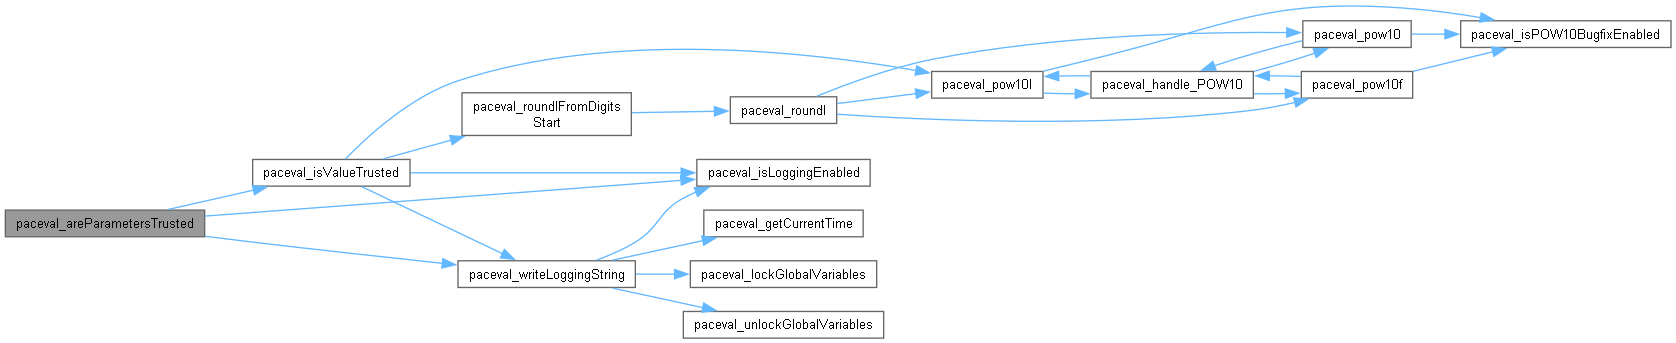 paceval_areParametersTrusted
paceval_isValueTrusted
paceval_roundlFromDigits
Start
paceval_roundl
paceval_pow10l
paceval_handle_POW10
paceval_pow10
paceval_pow10f
paceval_isPOW10BugfixEnabled
paceval_isLoggingEnabled
paceval_writeLoggingString
paceval_getCurrentTime
paceval_lockGlobalVariables
paceval_unlockGlobalVariables